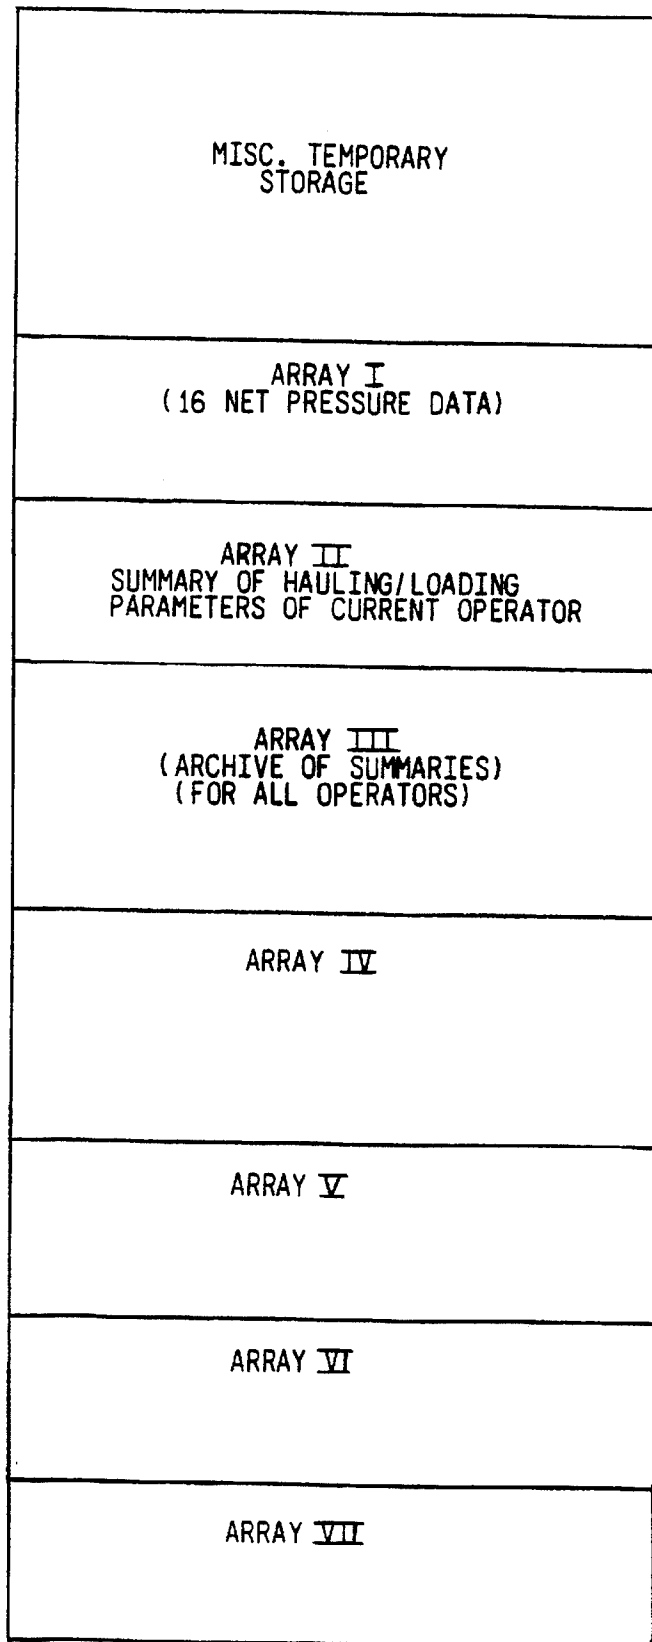 MISC. TEMPORARY
STORAGE
ARRAY I
(16 NET PRESSURE DATA)
ARRAY II
SUMMARY OF HAULING/LOADING
PARAMETERS OF CURRENT OPERATOR
ARRAY III
(ARCHIVE OF SUMMARIES)
(FOR ALL OPERATORS)
ARRAY IV
ARRAY V
ARRAY VI
ARRAY VII